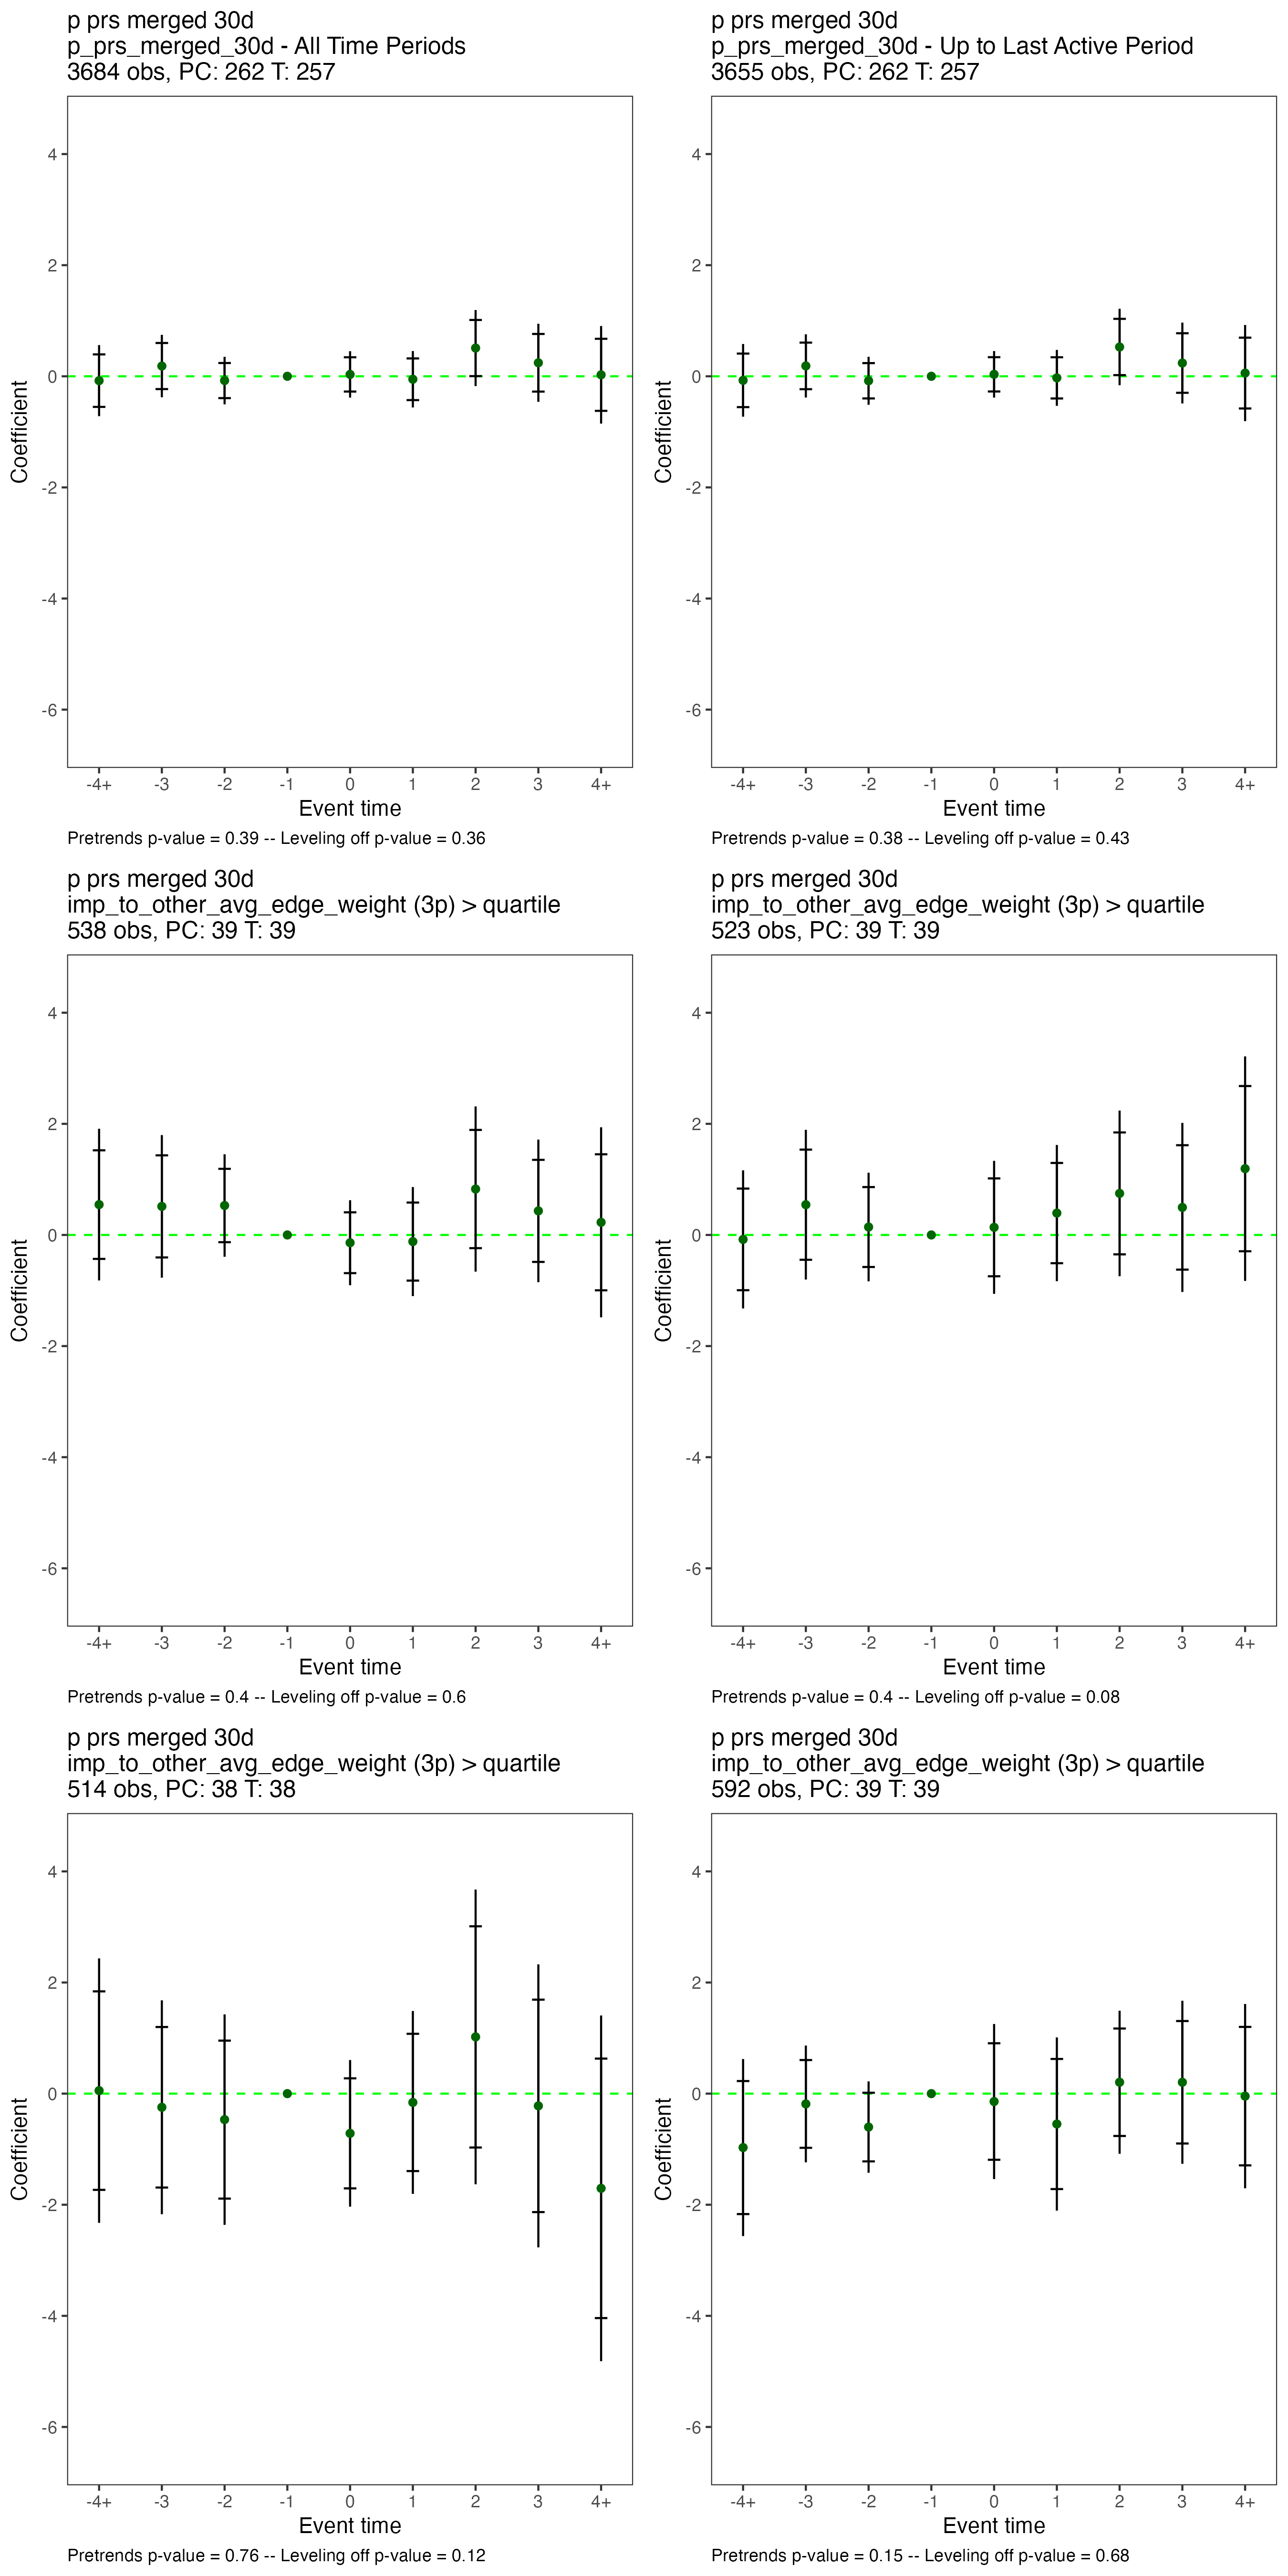 p prs merged 30d
p_prs_merged_30d - All Time Periods
3684 obs, PC: 262 T: 257
4
2
0
-2
-4
-6
Coefficient
-4+ -3 -2 -1 0 1 2 3 4+
Event time
Pretrends p-value = 0.39 -- Leveling off p-value = 0.36
p prs merged 30d
p_prs_merged_30d - Up to Last Active Period
3655 obs, PC: 262 T: 257
4
2
0
-2
-4
-6
Coefficient
-4+ -3 -2 -1 0 1 2 3 4+
Event time
Pretrends p-value = 0.38 -- Leveling off p-value = 0.43
p prs merged 30d
imp_to_other_avg_edge_weight (3p) > quartile
538 obs, PC: 39 T: 39
4
2
0
-2
-4
-6
Coefficient
-4+ -3 -2 -1 0 1 2 3 4+
Event time
Pretrends p-value = 0.4 -- Leveling off p-value = 0.6
p prs merged 30d
imp_to_other_avg_edge_weight (3p) > quartile
523 obs, PC: 39 T: 39
4
2
0
-2
-4
-6
Coefficient
-4+ -3 -2 -1 0 1 2 3 4+
Event time
Pretrends p-value = 0.4 -- Leveling off p-value = 0.08
p prs merged 30d
imp_to_other_avg_edge_weight (3p) > quartile
514 obs, PC: 38 T: 38
4
2
0
-2
-4
-6
Coefficient
-4+ -3 -2 -1 0 1 2 3 4+
Event time
Pretrends p-value = 0.76 -- Leveling off p-value = 0.12
p prs merged 30d
imp_to_other_avg_edge_weight (3p) > quartile
592 obs, PC: 39 T: 39
4
2
0
-2
-4
-6
Coefficient
-4+ -3 -2 -1 0 1 2 3 4+
Event time
Pretrends p-value = 0.15 -- Leveling off p-value = 0.68